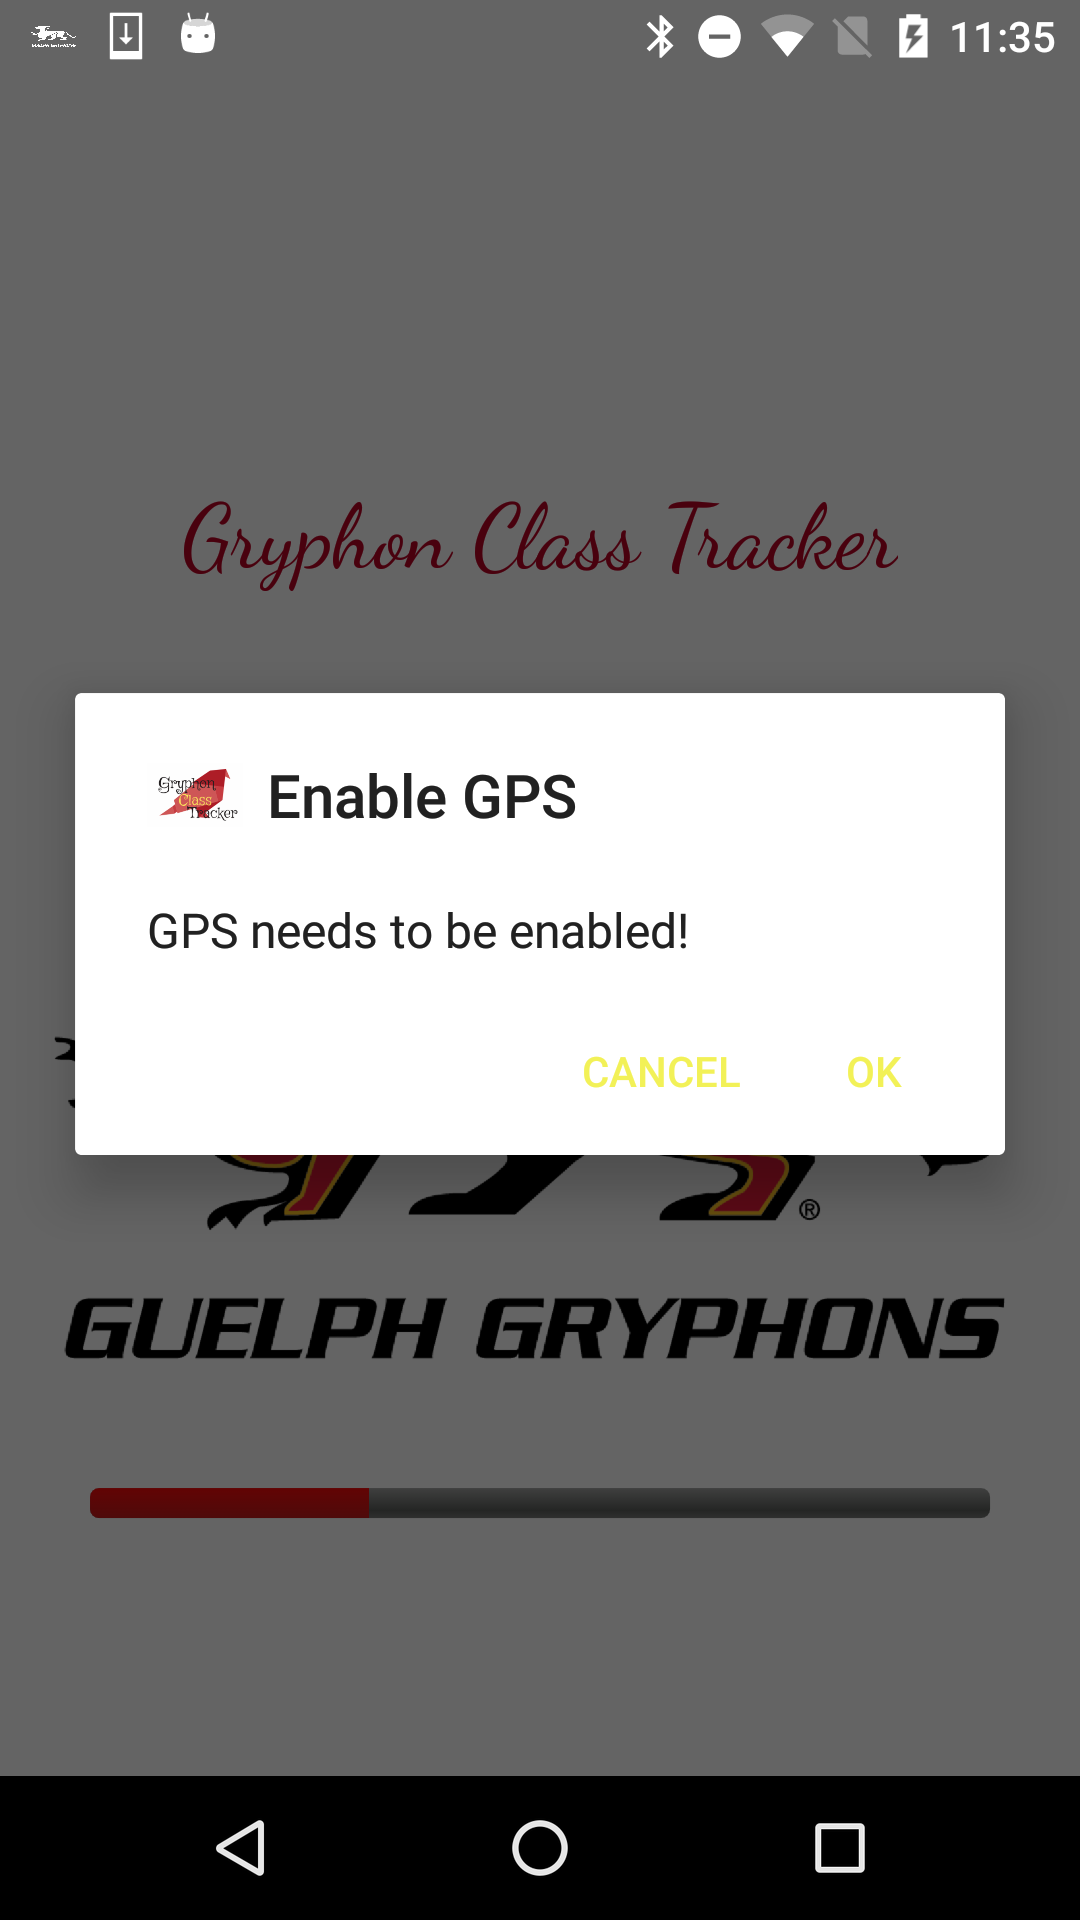 11:35
Gryphon Class Tracker
Gryphon
Class
Tracker
Enable GPS
GPS needs to be enabled!
CANCEL OK
®
GUELPH GRYPHONS